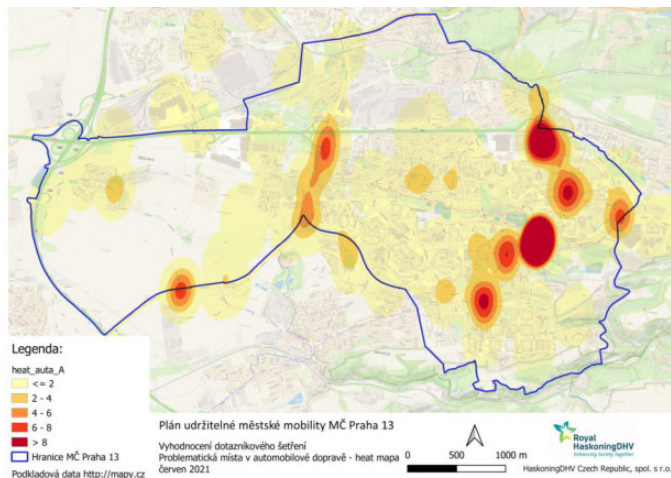 Legenda:
heat_auta_A
<= 2
2 - 4
4 - 6
6 - 8
> 8
Hranice MČ Praha 13
Podkladová data http://mapy.cz
Plán udržitelné městské mobility MČ Praha 13
Vyhodnocení dotazníkového šetření
Problematická místa v automobilové dopravě - heat mapa
červen 2021
0 500 1000 m
Royal
HaskoningDHV
Enhancing Society Together
HaskoningDHV Czech Republic, spol. s r.o.